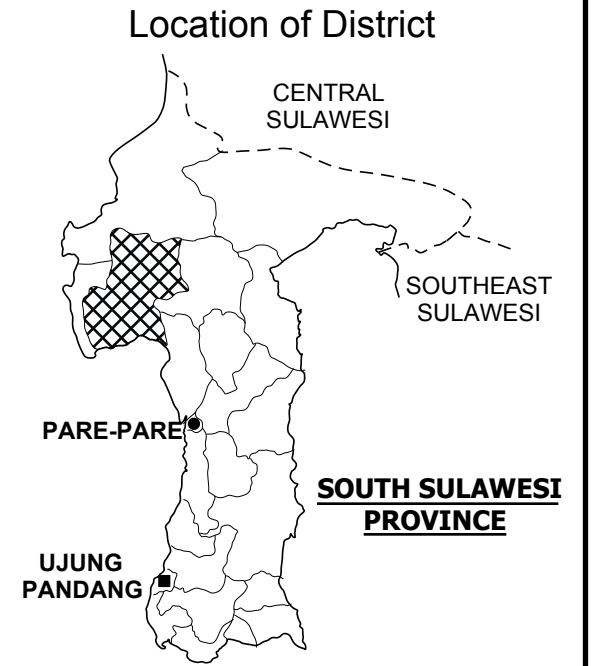 Location of District
CENTRAL
SULAWESI
SOUTHEAST
SULAWESI
PARE-PARE
SOUTH SULAWESI
PROVINCE
UJUNG
PANDANG